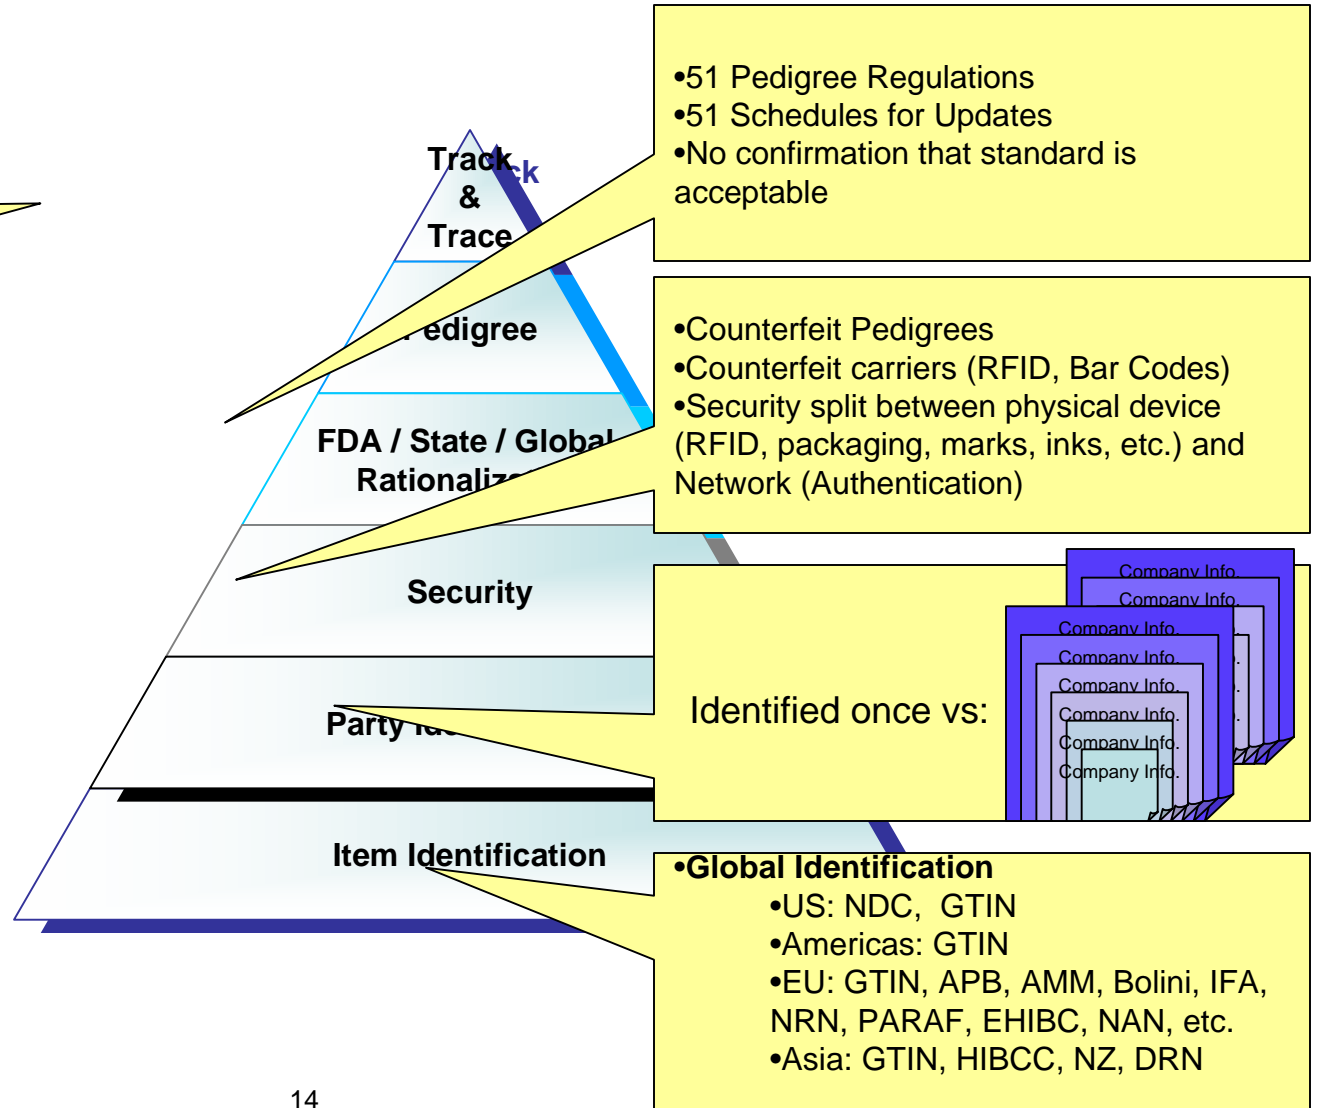 •51 Pedigree Regulations
•51 Schedules for Updates
•No confirmation that standard is
acceptable
Track
&
Trace
•Counterfeit Pedigrees
•Counterfeit carriers (RFID, Bar Codes)
•Security split between physical device
(RFID, packaging, marks, inks, etc.) and
Network (Authentication)
edigree
FDA / State / Global
Security
Company Info.
Company Info.
Company Info.
Company Info.
Company Info.
Company Info.
Company Info.
Company Info.
Identified once vs:
Party
Item Identification
•Global Identification
•US: NDC, GTIN
•Americas: GTIN
•EU: GTIN, APB, AMM, Bolini, IFA,
NRN, PARAF, EHIBC, NAN, etc.
•Asia: GTIN, HIBCC, NZ, DRN
14